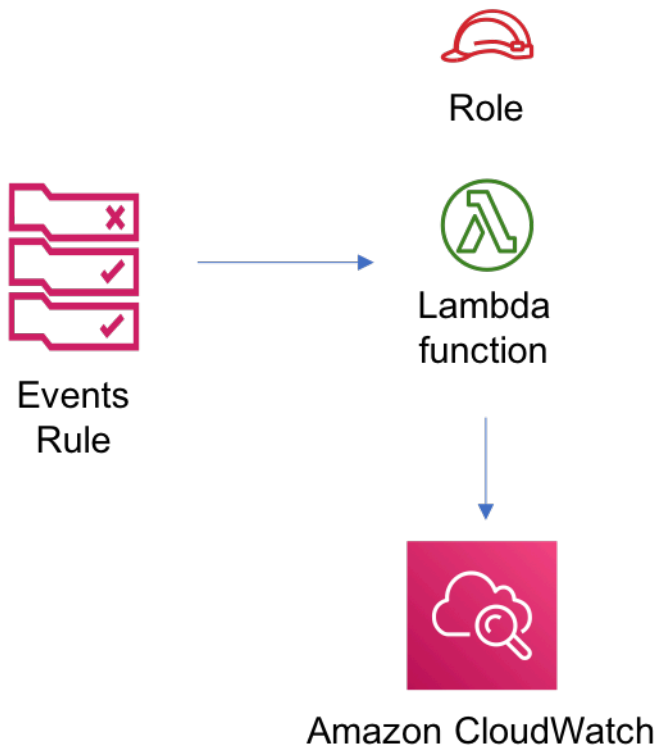 Role
Events
Rule
Lambda
function
Amazon CloudWatch